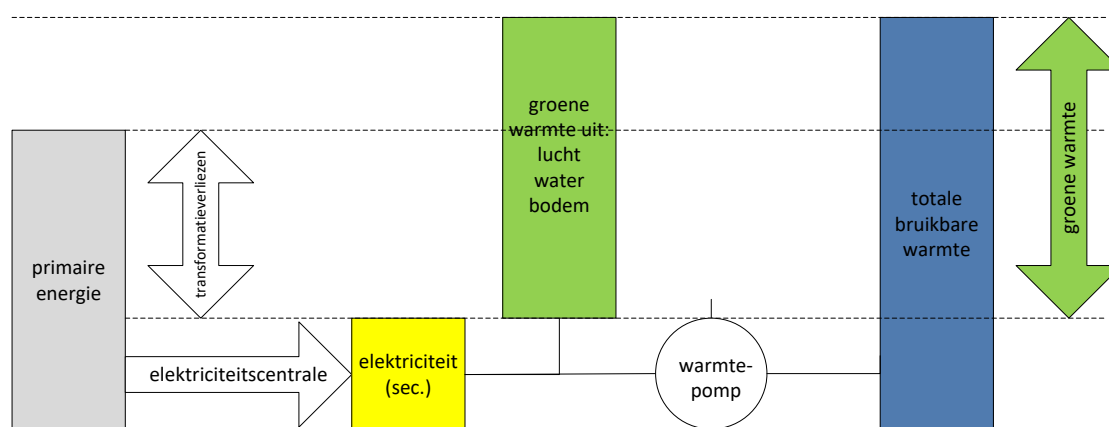 primaire
energie
transformatieverliezen
elektriciteitscentrale
elektriciteit
(sec.)
groene
warmte uit:
lucht
water
bodem
warmte-
pomp
totale
bruikbare
warmte
groene warmte